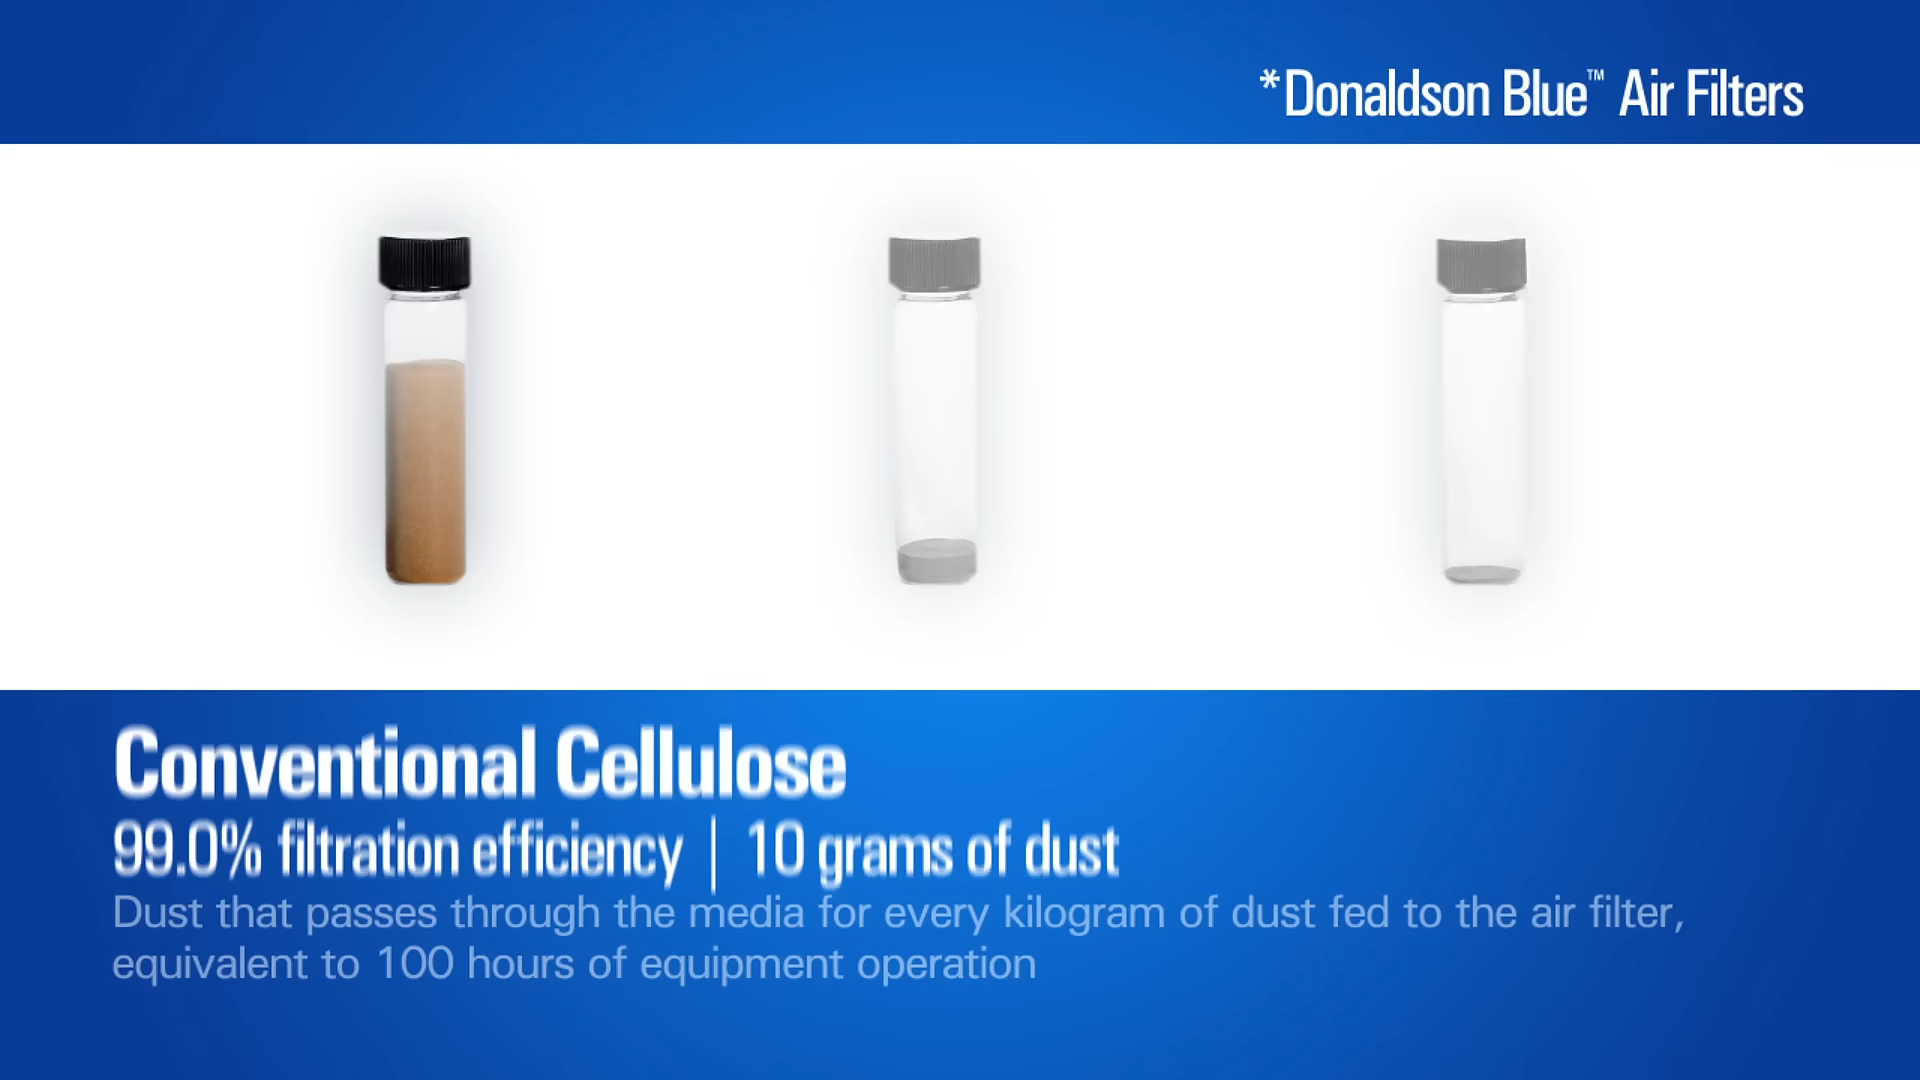 *Donaldson Blue™ Air Filters
Conventional Cellulose
99.0% filtration efficiency | 10 grams of dust
Dust that passes through the media for every kilogram of dust fed to the air filter,
equivalent to 100 hours of equipment operation